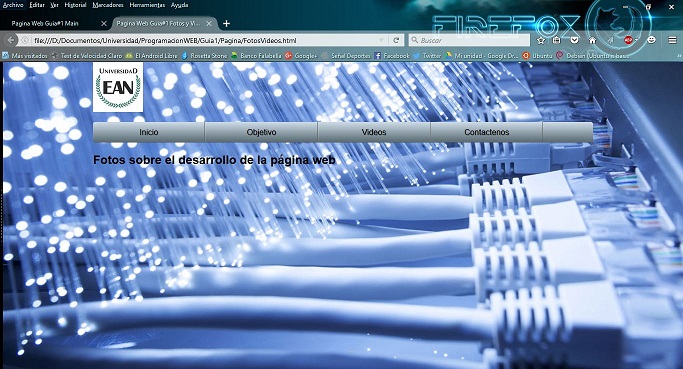 Archivo Editar Ver Historial Marcadores Herramientas Ayuda
FIREFOX
Pagina Web Guia#1 Main
Pagina Web Guia#1 Fotos y Vi...
file:///D:/Documentos/Universidad/ProgramacionWEB/Guia1/Pagina/FotosVideos.html
Buscar
ABP
Más visitados Test de Velocidad Claro El Android Libre Rosetta Stone Banco Falabella Google+ Señal Deportes Facebook Twitter Mi unidad - Google Dr... Ubuntu Debian (Ubuntu is base
UNIVERSIDAD
EAN
Inicio Objetivo Videos Contactenos
Fotos sobre el desarrollo de la página web